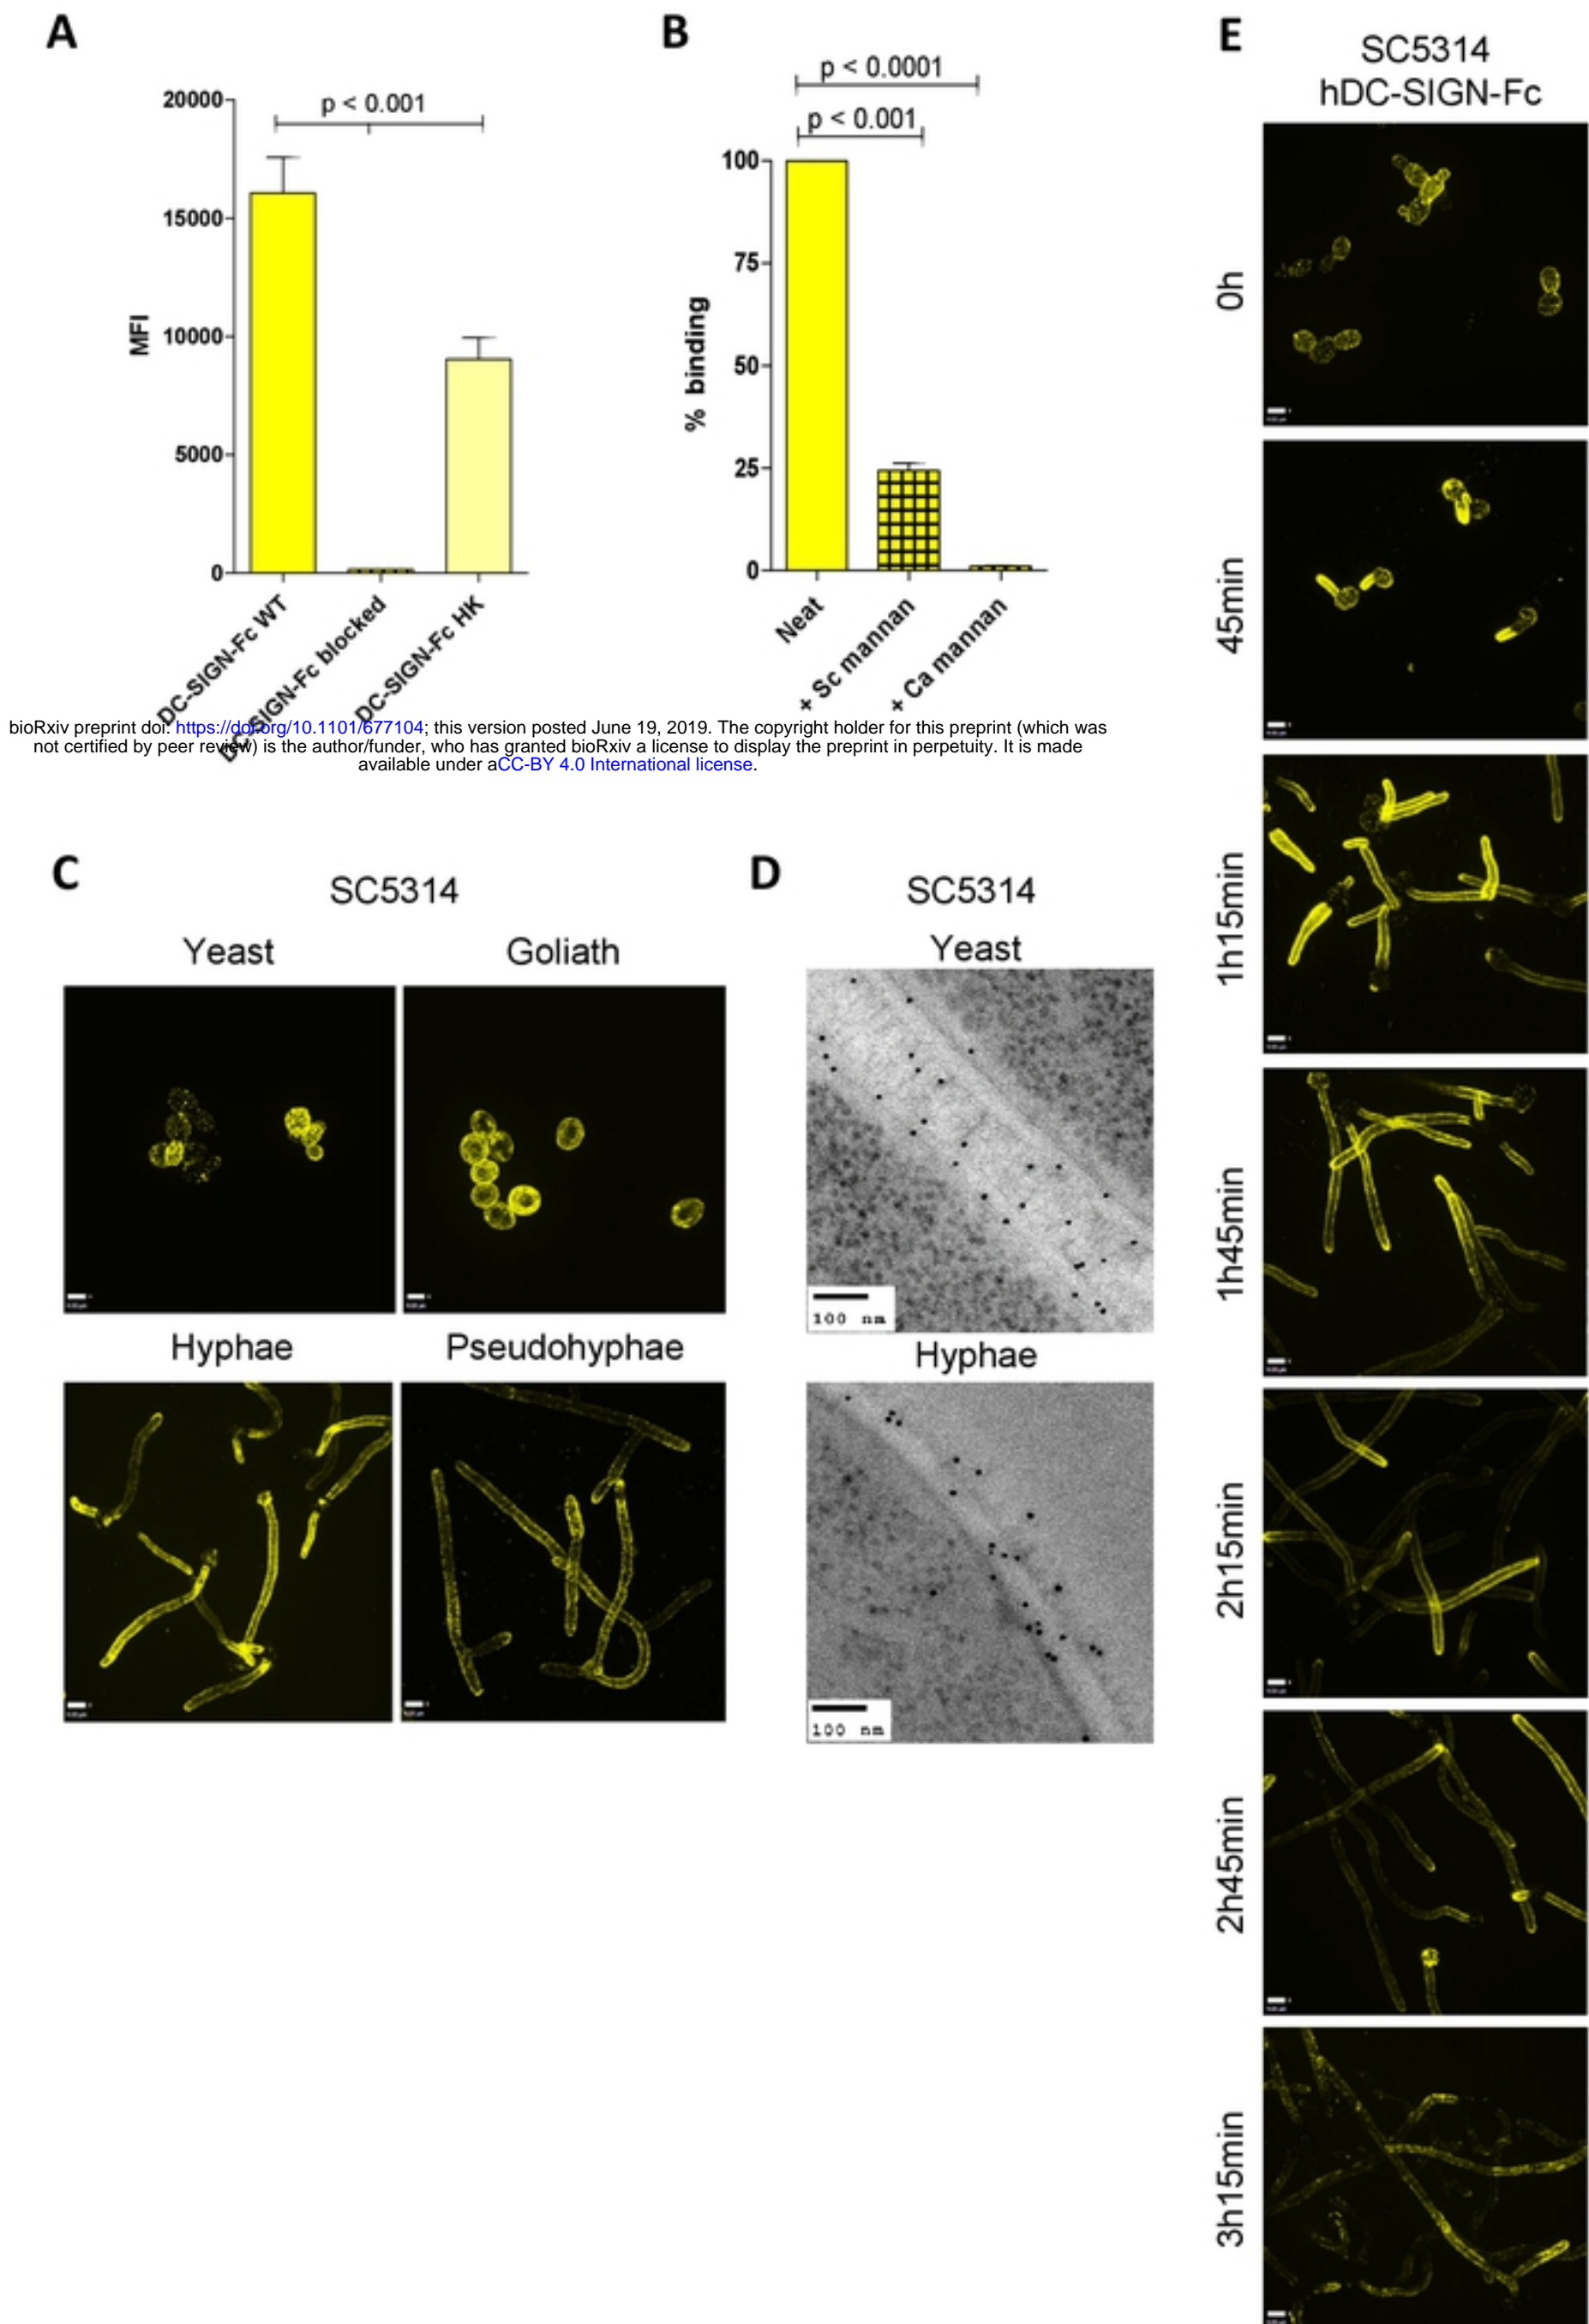 A
p < 0.001
20000
15000
10000
5000
0
MFI
DC-SIGN-Fc WT
DC-SIGN-Fc blocked
DC-SIGN-Fc HK
B
p < 0.0001
p < 0.001
100
75
50
25
0
% binding
Neat
+ Sc mannan
+ Ca mannan
bioRxiv preprint doi: https://doi.org/10.1101/677104; this version posted June 19, 2019. The copyright holder for this preprint (which was
not certified by peer review) is the author/funder, who has granted bioRxiv a license to display the preprint in perpetuity. It is made
available under aCC-BY 4.0 International license.
C
SC5314
Yeast
Goliath
Hyphae
Pseudohyphae
D
SC5314
Yeast
100 nm
Hyphae
100 nm
E
SC5314
hDC-SIGN-Fc
0h
45min
1h15min
1h45min
2h15min
2h45min
3h15min